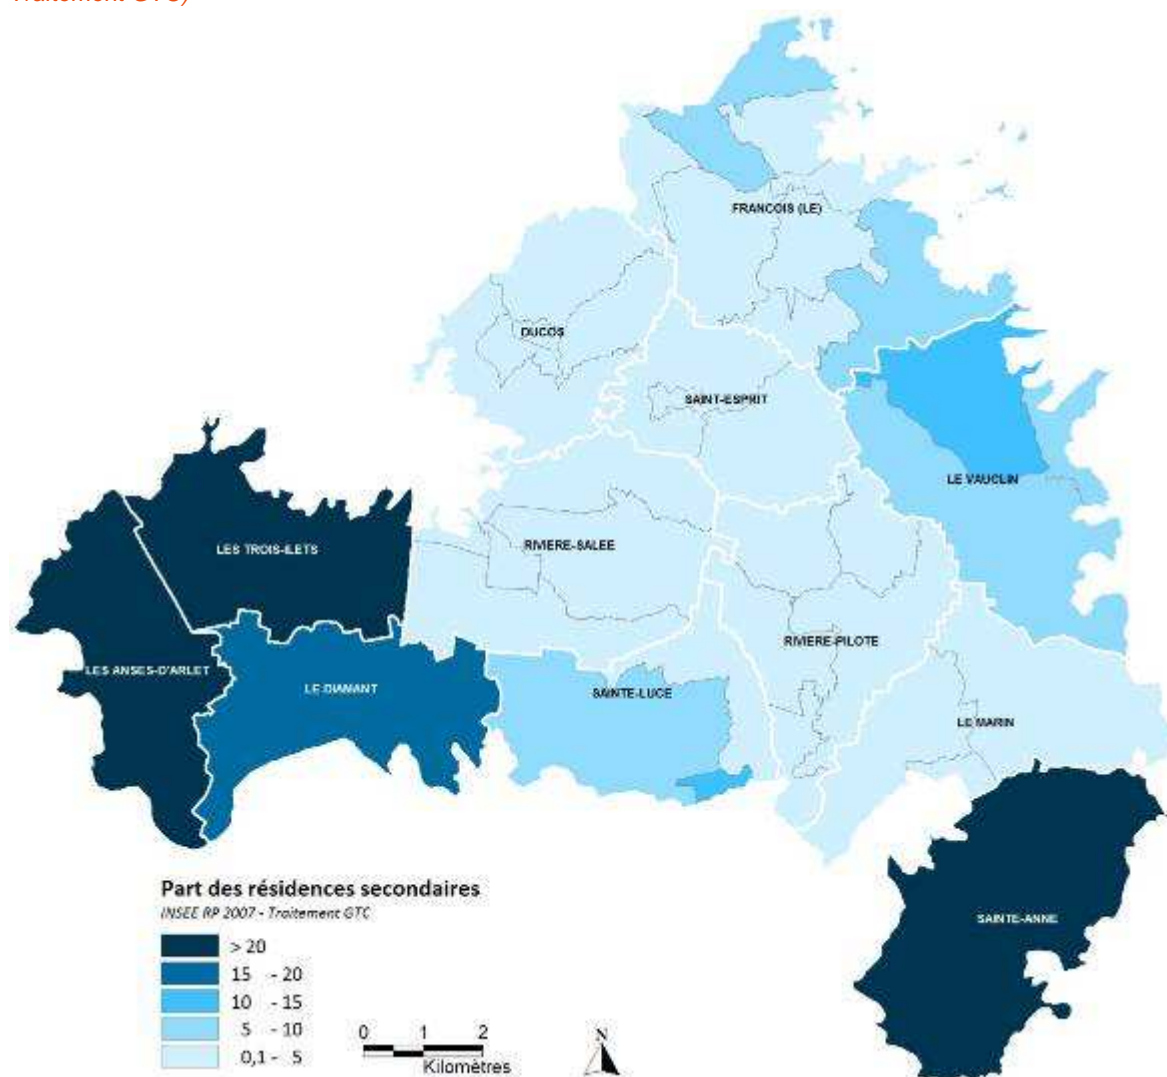 Traitement GTC)
FRANCOIS (LE)
DUCOS
SAINT-ESPRIT
LE VAUCLIN
LES TROIS-ILETS
RIVIERE-SALEE
RIVIERE-PILOTE
LES ANSES-D'ARLET
LE DIAMANT
SAINTE-LUCE
LE MARIN
SAINTE-ANNE
Part des résidences secondaires
INSEE RP 2007 - Traitement GTC
> 20
15 - 20
10 - 15
5 - 10
0,1 - 5
0 1 2
Kilomètres
N